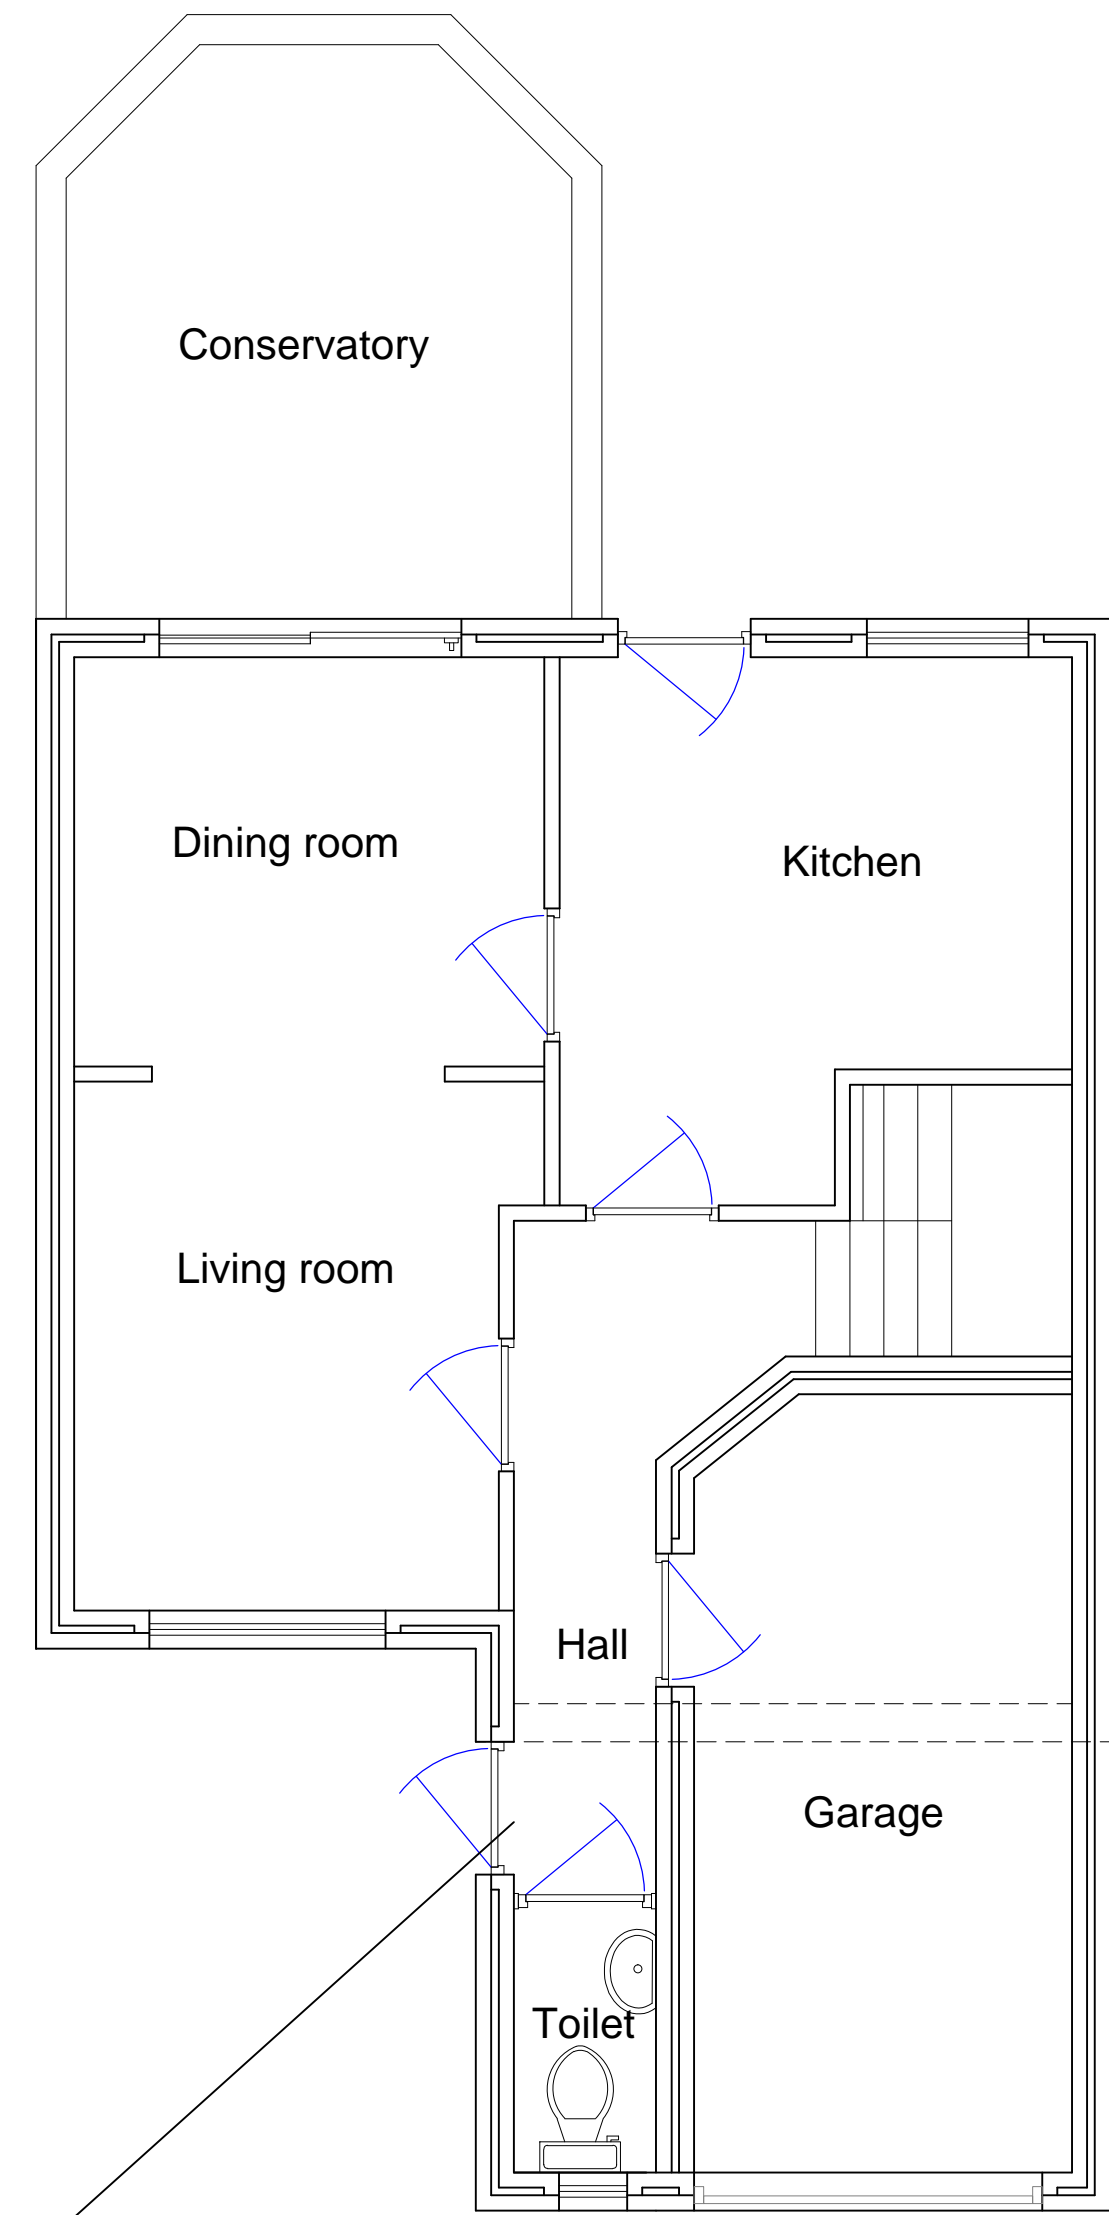 Conservatory
Dining room
Kitchen
Living room
Hall
Garage
Toilet